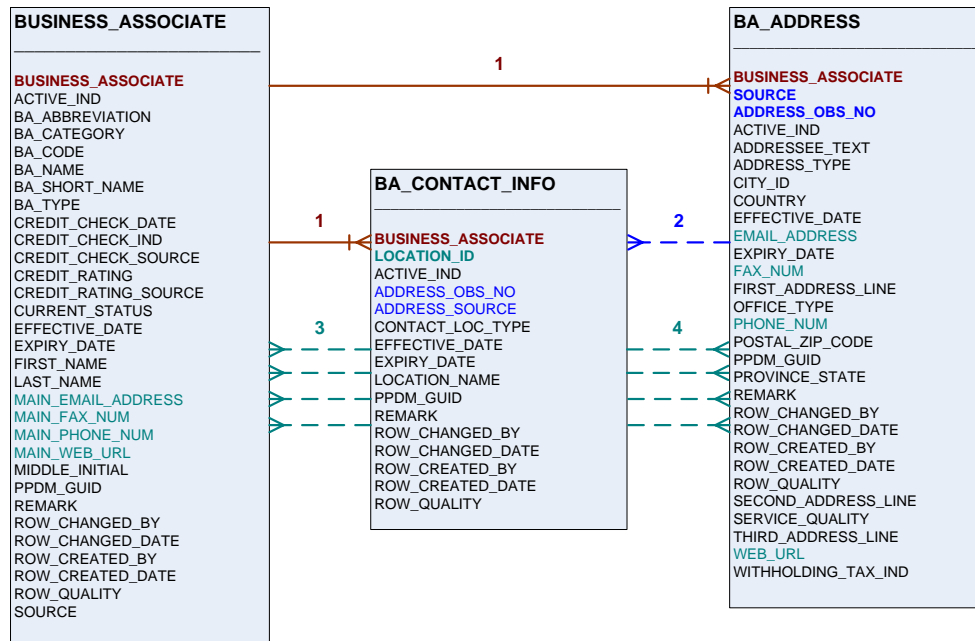 BUSINESS_ASSOCIATE
BUSINESS_ASSOCIATE
ACTIVE_IND
BA_ABBREVIATION
BA_CATEGORY
BA_CODE
BA_NAME
BA_SHORT_NAME
BA_TYPE
CREDIT_CHECK_DATE
CREDIT_CHECK_IND
CREDIT_CHECK_SOURCE
CREDIT_RATING
CREDIT_RATING_SOURCE
CURRENT_STATUS
EFFECTIVE_DATE
EXPIRY_DATE
FIRST_NAME
LAST_NAME
MAIN_EMAIL_ADDRESS
MAIN_FAX_NUM
MAIN_PHONE_NUM
MAIN_WEB_URL
MIDDLE_INITIAL
PPDM_GUID
REMARK
ROW_CHANGED_BY
ROW_CHANGED_DATE
ROW_CREATED_BY
ROW_CREATED_DATE
ROW_QUALITY
SOURCE
1
1
3
BA_CONTACT_INFO
BUSINESS_ASSOCIATE
LOCATION_ID
ACTIVE_IND
ADDRESS_OBS_NO
ADDRESS_SOURCE
CONTACT_LOC_TYPE
EFFECTIVE_DATE
EXPIRY_DATE
LOCATION_NAME
PPDM_GUID
REMARK
ROW_CHANGED_BY
ROW_CHANGED_DATE
ROW_CREATED_BY
ROW_CREATED_DATE
ROW_QUALITY
2
4
BA_ADDRESS
BUSINESS_ASSOCIATE
SOURCE
ADDRESS_OBS_NO
ACTIVE_IND
ADDRESSEE_TEXT
ADDRESS_TYPE
CITY_ID
COUNTRY
EFFECTIVE_DATE
EMAIL_ADDRESS
EXPIRY_DATE
FAX_NUM
FIRST_ADDRESS_LINE
OFFICE_TYPE
PHONE_NUM
POSTAL_ZIP_CODE
PPDM_GUID
PROVINCE_STATE
REMARK
ROW_CHANGED_BY
ROW_CHANGED_DATE
ROW_CREATED_BY
ROW_CREATED_DATE
ROW_QUALITY
SECOND_ADDRESS_LINE
SERVICE_QUALITY
THIRD_ADDRESS_LINE
WEB_URL
WITHHOLDING_TAX_IND